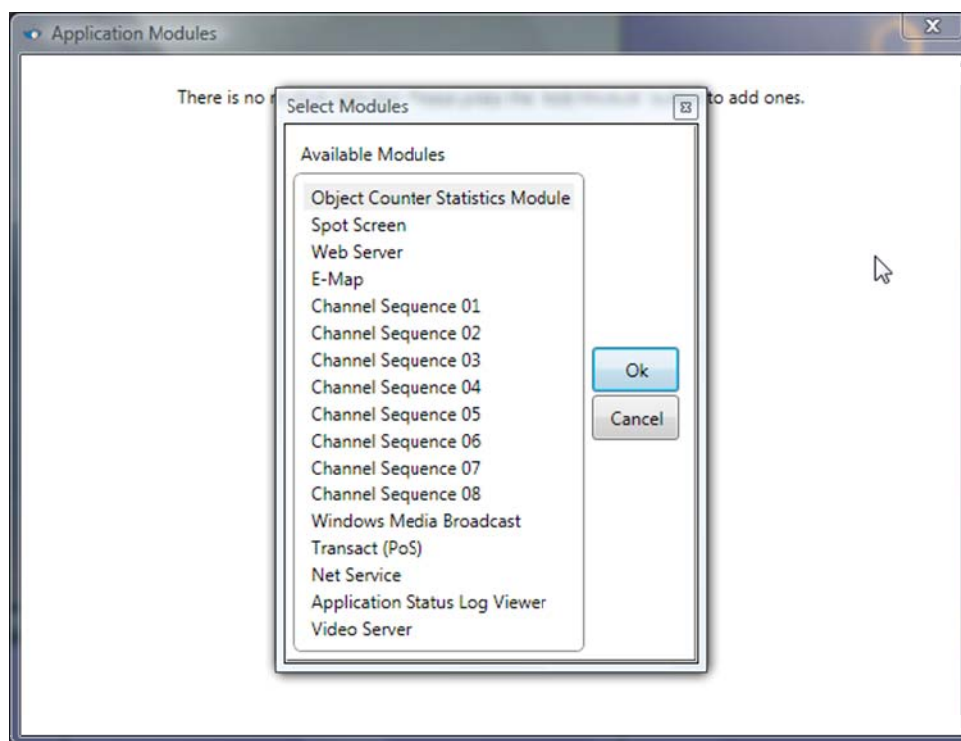 Application Modules
There is no
to add ones.
Select Modules
Available Modules
Object Counter Statistics Module
Spot Screen
Web Server
E-Map
Channel Sequence 01
Channel Sequence 02
Channel Sequence 03
Channel Sequence 04
Channel Sequence 05
Channel Sequence 06
Channel Sequence 07
Channel Sequence 08
Windows Media Broadcast
Transact (PoS)
Net Service
Application Status Log Viewer
Video Server
Ok
Cancel